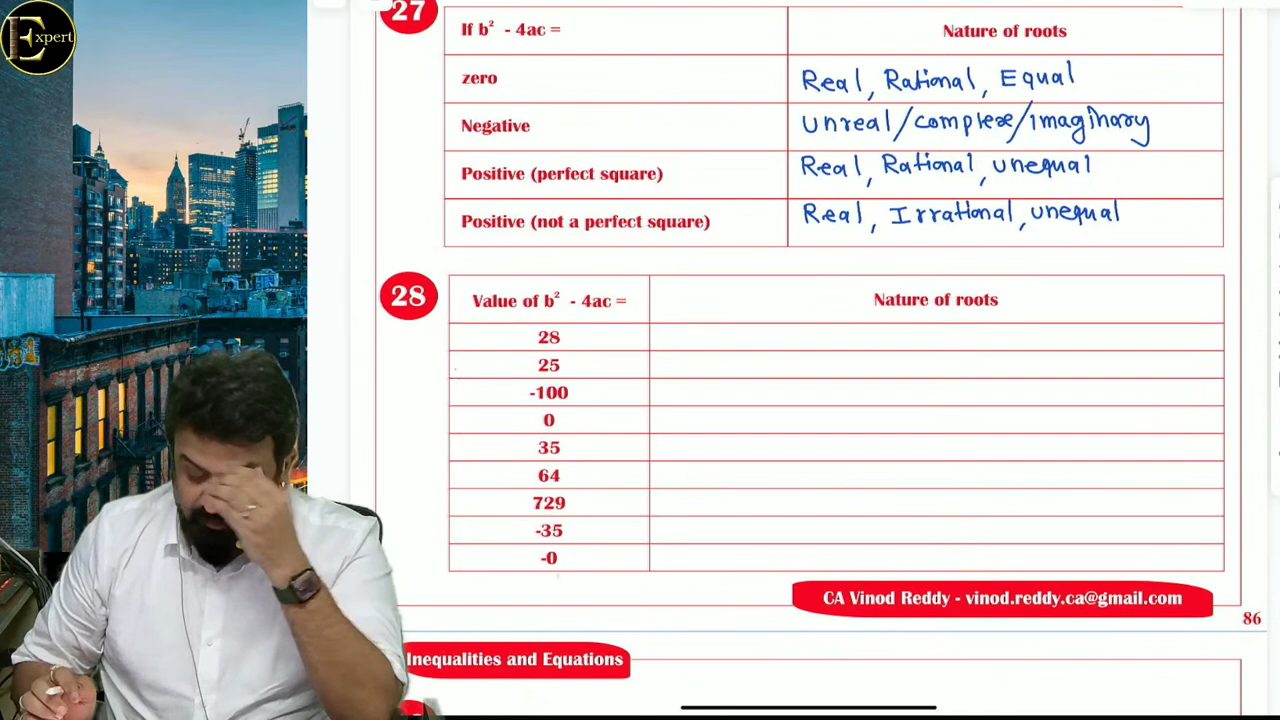 Expert
27
If b² - 4ac = Nature of roots
zero Real, Rational, Equal
Negative unreal/complexe/imaginary
Positive (perfect square) Real, Rational, unequal
Positive (not a perfect square) Real, Irrational, unequal
28
Value of b² - 4ac = Nature of roots
28
25
-100
0
35
64
729
-35
-0
CA Vinod Reddy - vinod.reddy.ca@gmail.com
86
Inequalities and Equations